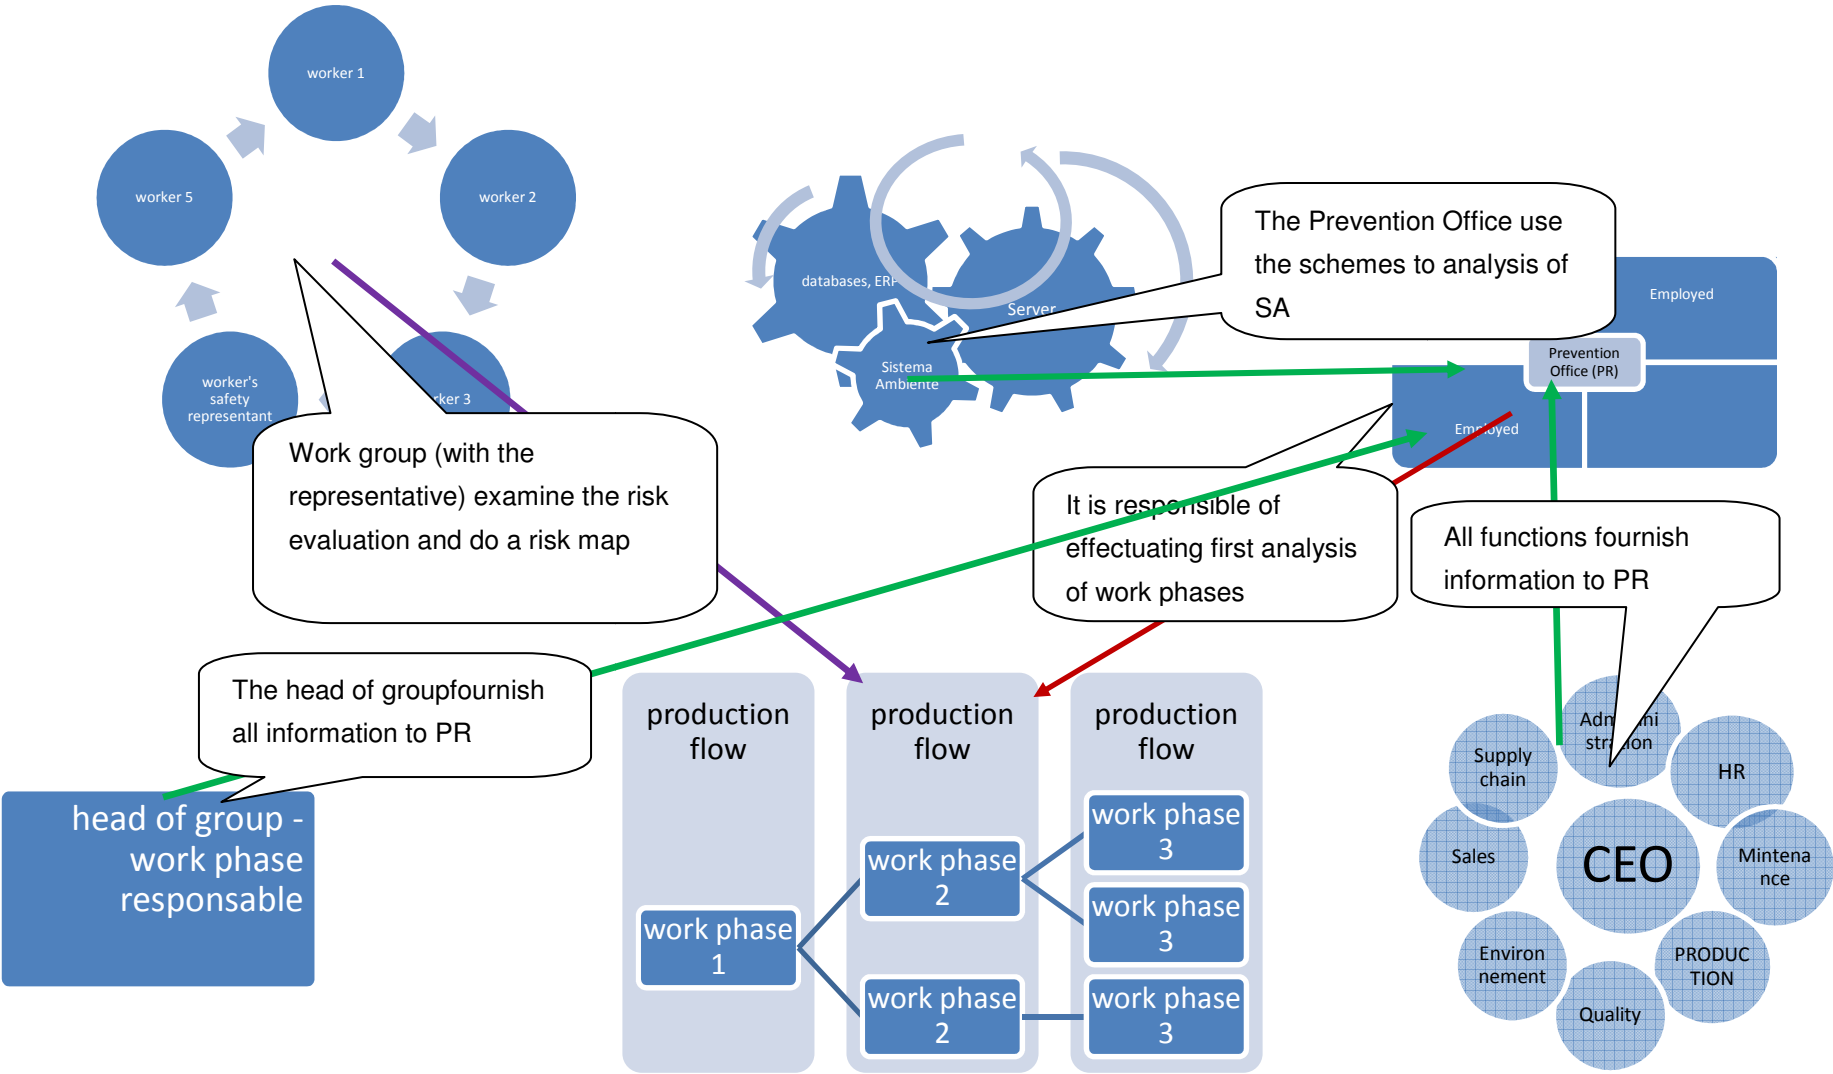 worker 1
worker 5
worker 2
worker's
safety
representant
rker 3
Work group (with the
representative) examine the risk
evaluation and do a risk map
databases, ERP
Server
Sistema
Ambiente
The Prevention Office use
the schemes to analysis of
SA
Employed
Prevention
Office (PR)
Employed
It is responsible of
effectuating first analysis
of work phases
All functions fournish
information to PR
The head of groupfournish
all information to PR
head of group -
work phase
responsable
production
flow
work phase
1
production
flow
work phase
2
work phase
2
production
flow
work phase
3
work phase
3
work phase
3
Supply
chain
HR
Sales
CEO
Mintena
nce
Environ
nement
PRODUC
TION
Quality